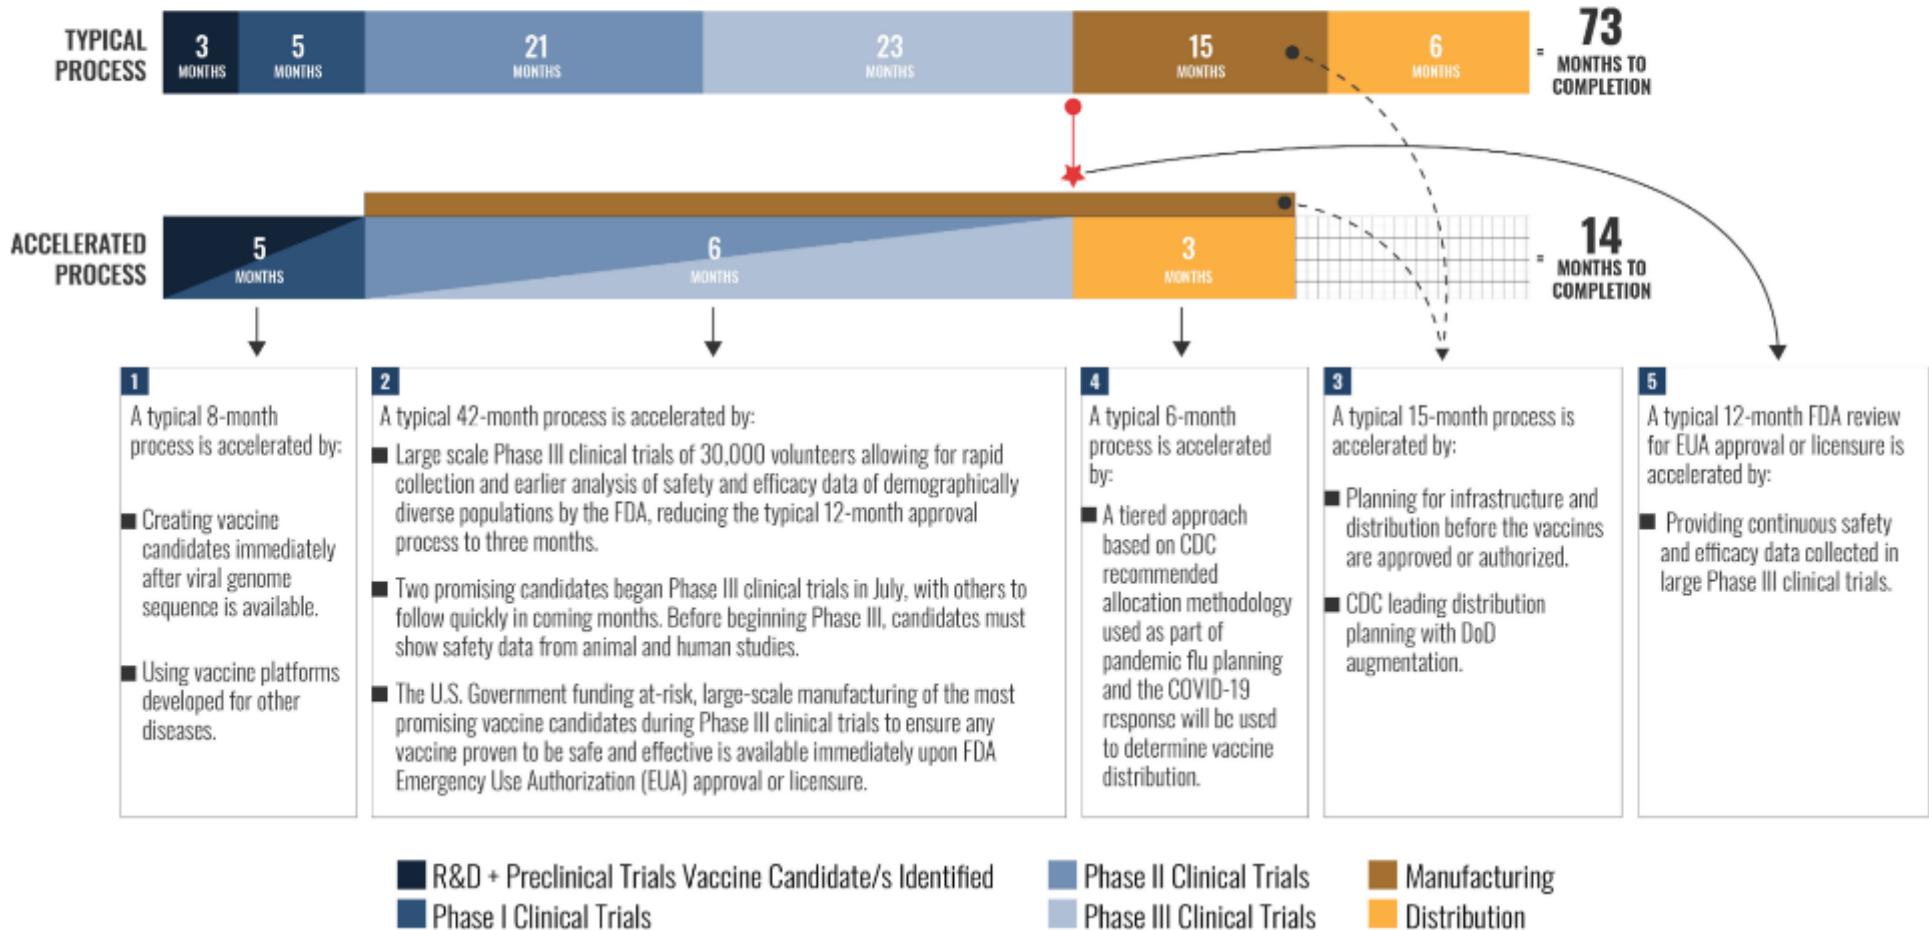 TYPICAL
PROCESS
3
MONTHS
5
MONTHS
21
MONTHS
23
MONTHS
15
MONTHS
6
MONTHS
=
73
MONTHS TO
COMPLETION
ACCELERATED
PROCESS
5
MONTHS
6
MONTHS
3
MONTHS
=
14
MONTHS TO
COMPLETION
1
A typical 8-month
process is accelerated by:
■ Creating vaccine
candidates immediately
after viral genome
sequence is available.
■ Using vaccine platforms
developed for other
diseases.
2
A typical 42-month process is accelerated by:
■ Large scale Phase III clinical trials of 30,000 volunteers allowing for rapid
collection and earlier analysis of safety and efficacy data of demographically
diverse populations by the FDA, reducing the typical 12-month approval
process to three months.
■ Two promising candidates began Phase III clinical trials in July, with others to
follow quickly in coming months. Before beginning Phase III, candidates must
show safety data from animal and human studies.
■ The U.S. Government funding at-risk, large-scale manufacturing of the most
promising vaccine candidates during Phase III clinical trials to ensure any
vaccine proven to be safe and effective is available immediately upon FDA
Emergency Use Authorization (EUA) approval or licensure.
4
A typical 6-month
process is accelerated
by:
■ A tiered approach
based on CDC
recommended
allocation methodology
used as part of
pandemic flu planning
and the COVID-19
response will be used
to determine vaccine
distribution.
3
A typical 15-month process is
accelerated by:
■ Planning for infrastructure and
distribution before the vaccines
are approved or authorized.
■ CDC leading distribution
planning with DoD
augmentation.
5
A typical 12-month FDA review
for EUA approval or licensure is
accelerated by:
■ Providing continuous safety
and efficacy data collected in
large Phase III clinical trials.
R&D + Preclinical Trials Vaccine Candidate/s Identified
Phase I Clinical Trials
Phase II Clinical Trials
Phase III Clinical Trials
Manufacturing
Distribution